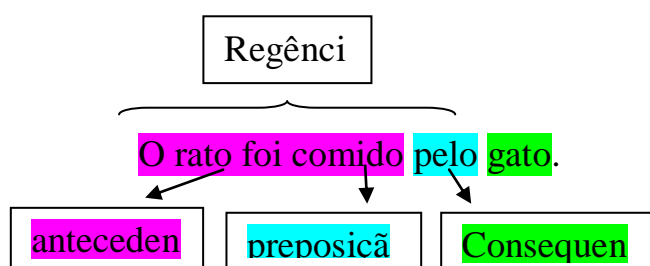 Regênci
O rato foi comido pelo gato.
anteceden preposicã Consequen